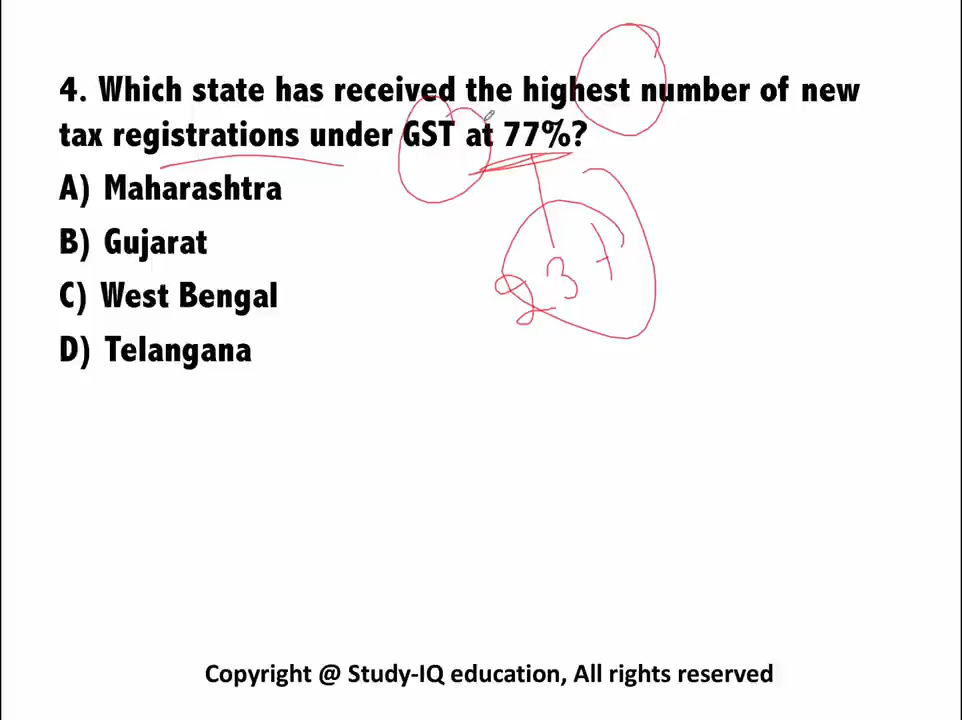 4. Which state has received the highest number of new
tax registrations under GST at 77%?
A) Maharashtra
B) Gujarat
C) West Bengal
D) Telangana
Copyright @ Study-IQ education, All rights reserved